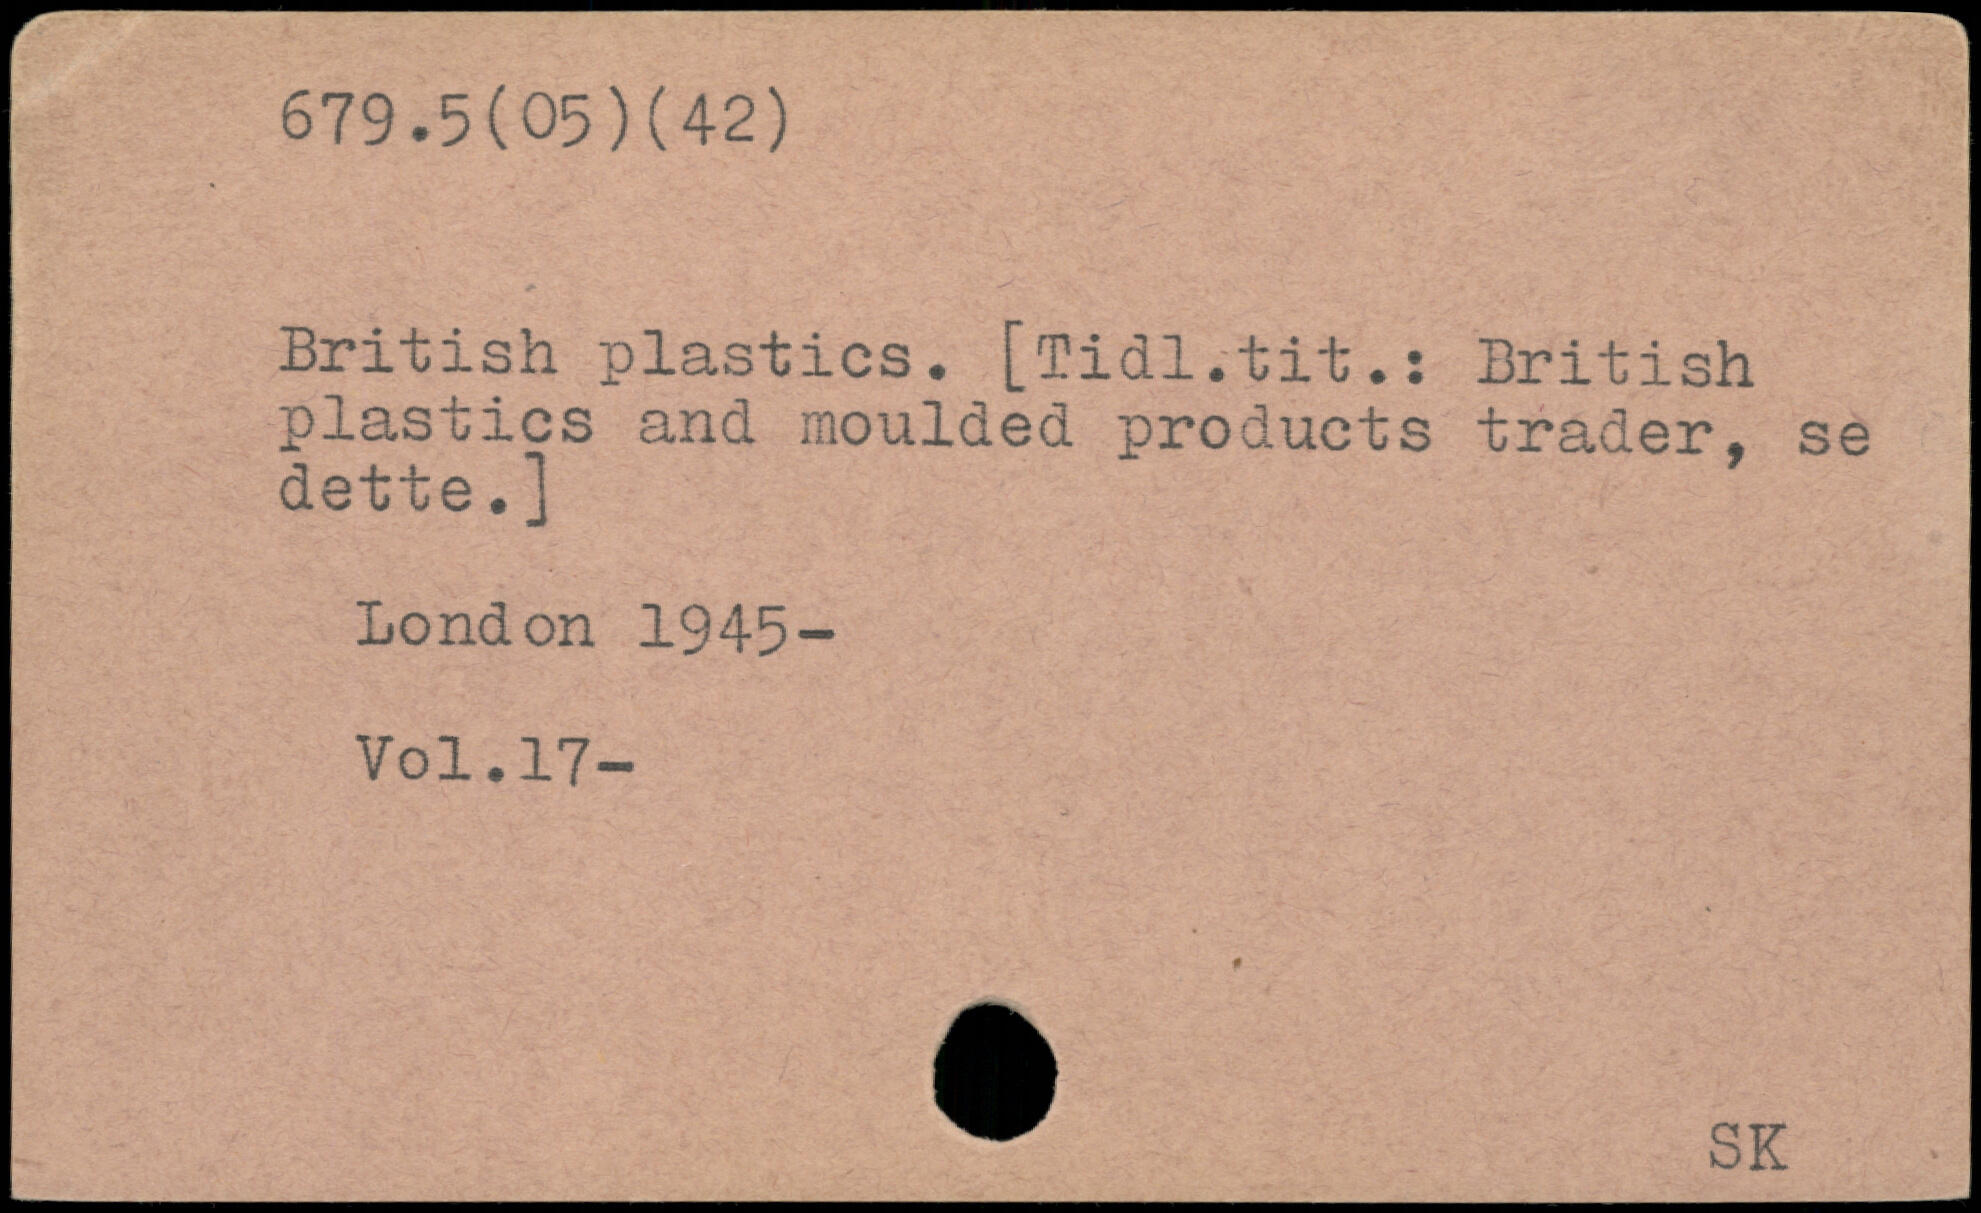 679.5(05)(42)
British plastics. [Tidl.tit.: British
plastics and moulded products trader, se
dette.]
London 1945-
Vol.17-
SK